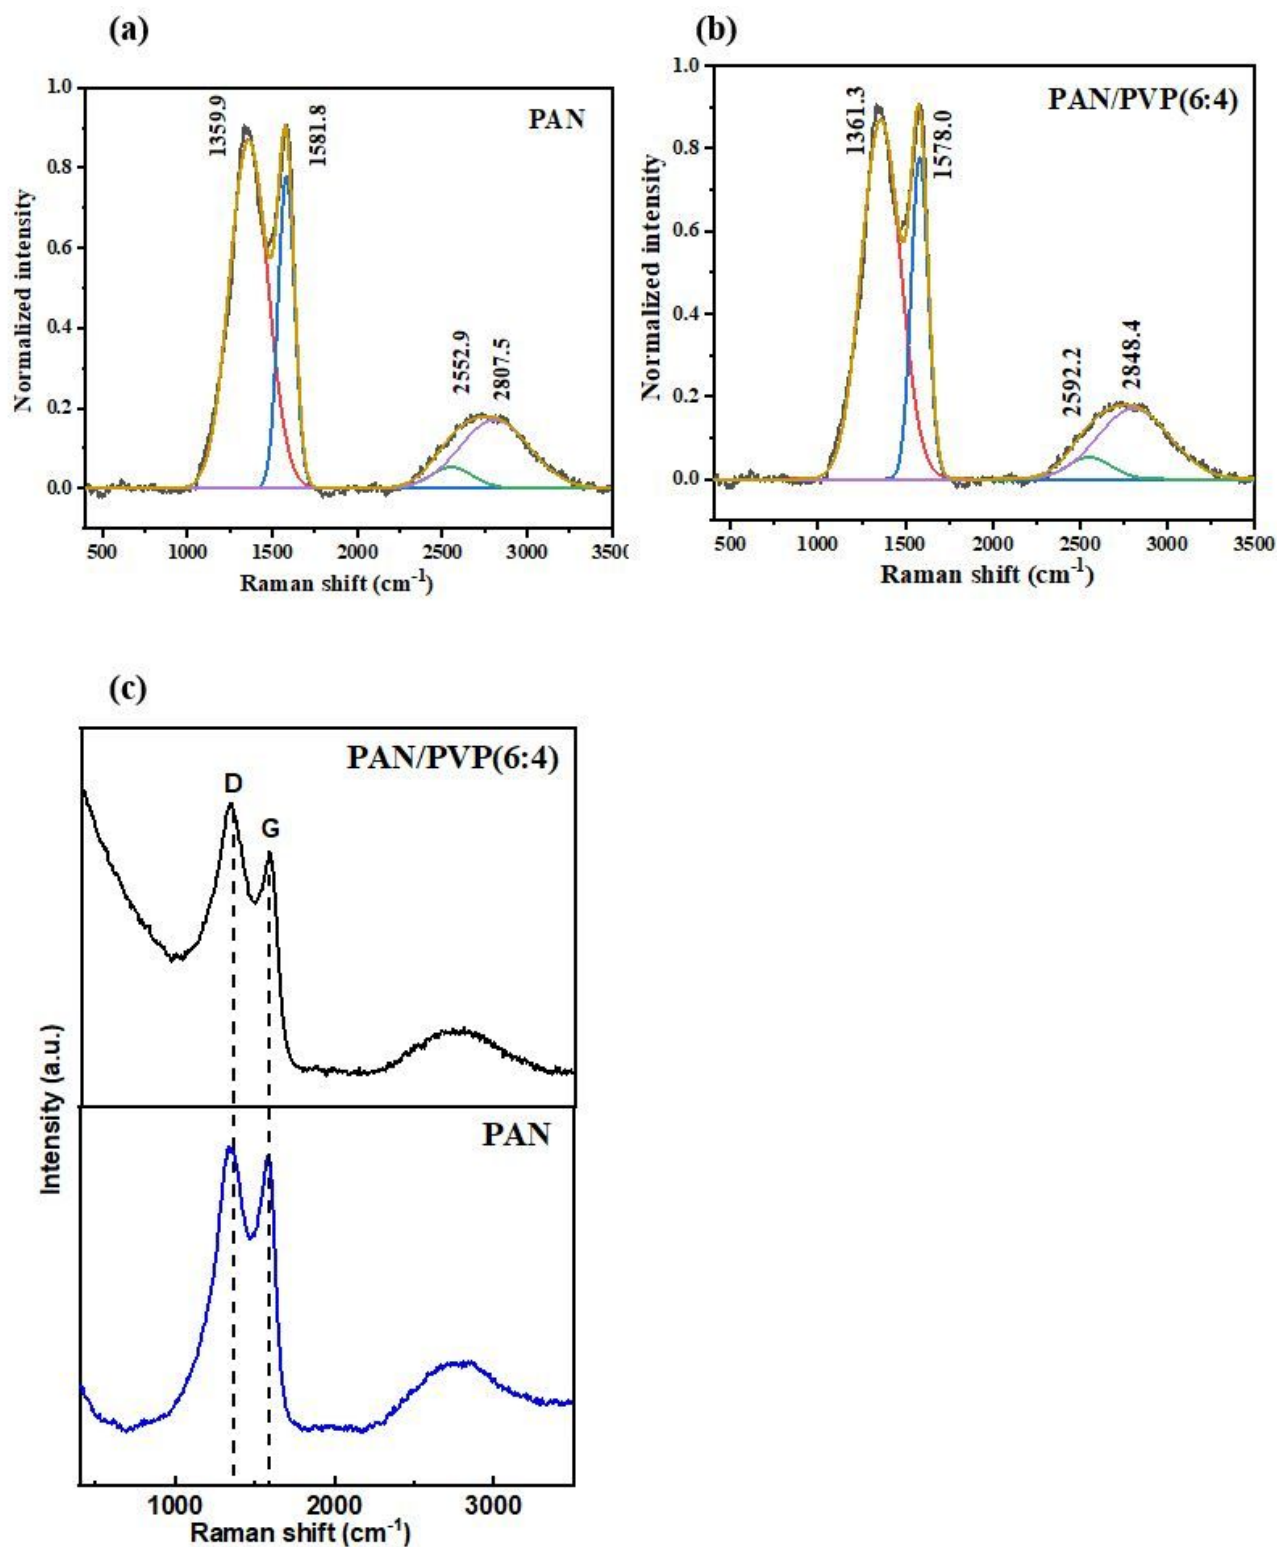 (a)
PAN
1359.9
1581.8
2552.9
2807.5
1.0
0.8
0.6
0.4
0.2
0.0
Normalized intensity
500 1000 1500 2000 2500 3000 350
Raman shift (cm⁻¹)
(b)
PAN/PVP(6:4)
1361.3
1578.0
2592.2
2848.4
1.0
0.8
0.6
0.4
0.2
0.0
Normalized intensity
500 1000 1500 2000 2500 3000 3500
Raman shift (cm⁻¹)
(c)
PAN/PVP(6:4)
D
G
PAN
Intensity (a.u.)
1000 2000 3000
Raman shift (cm⁻¹)